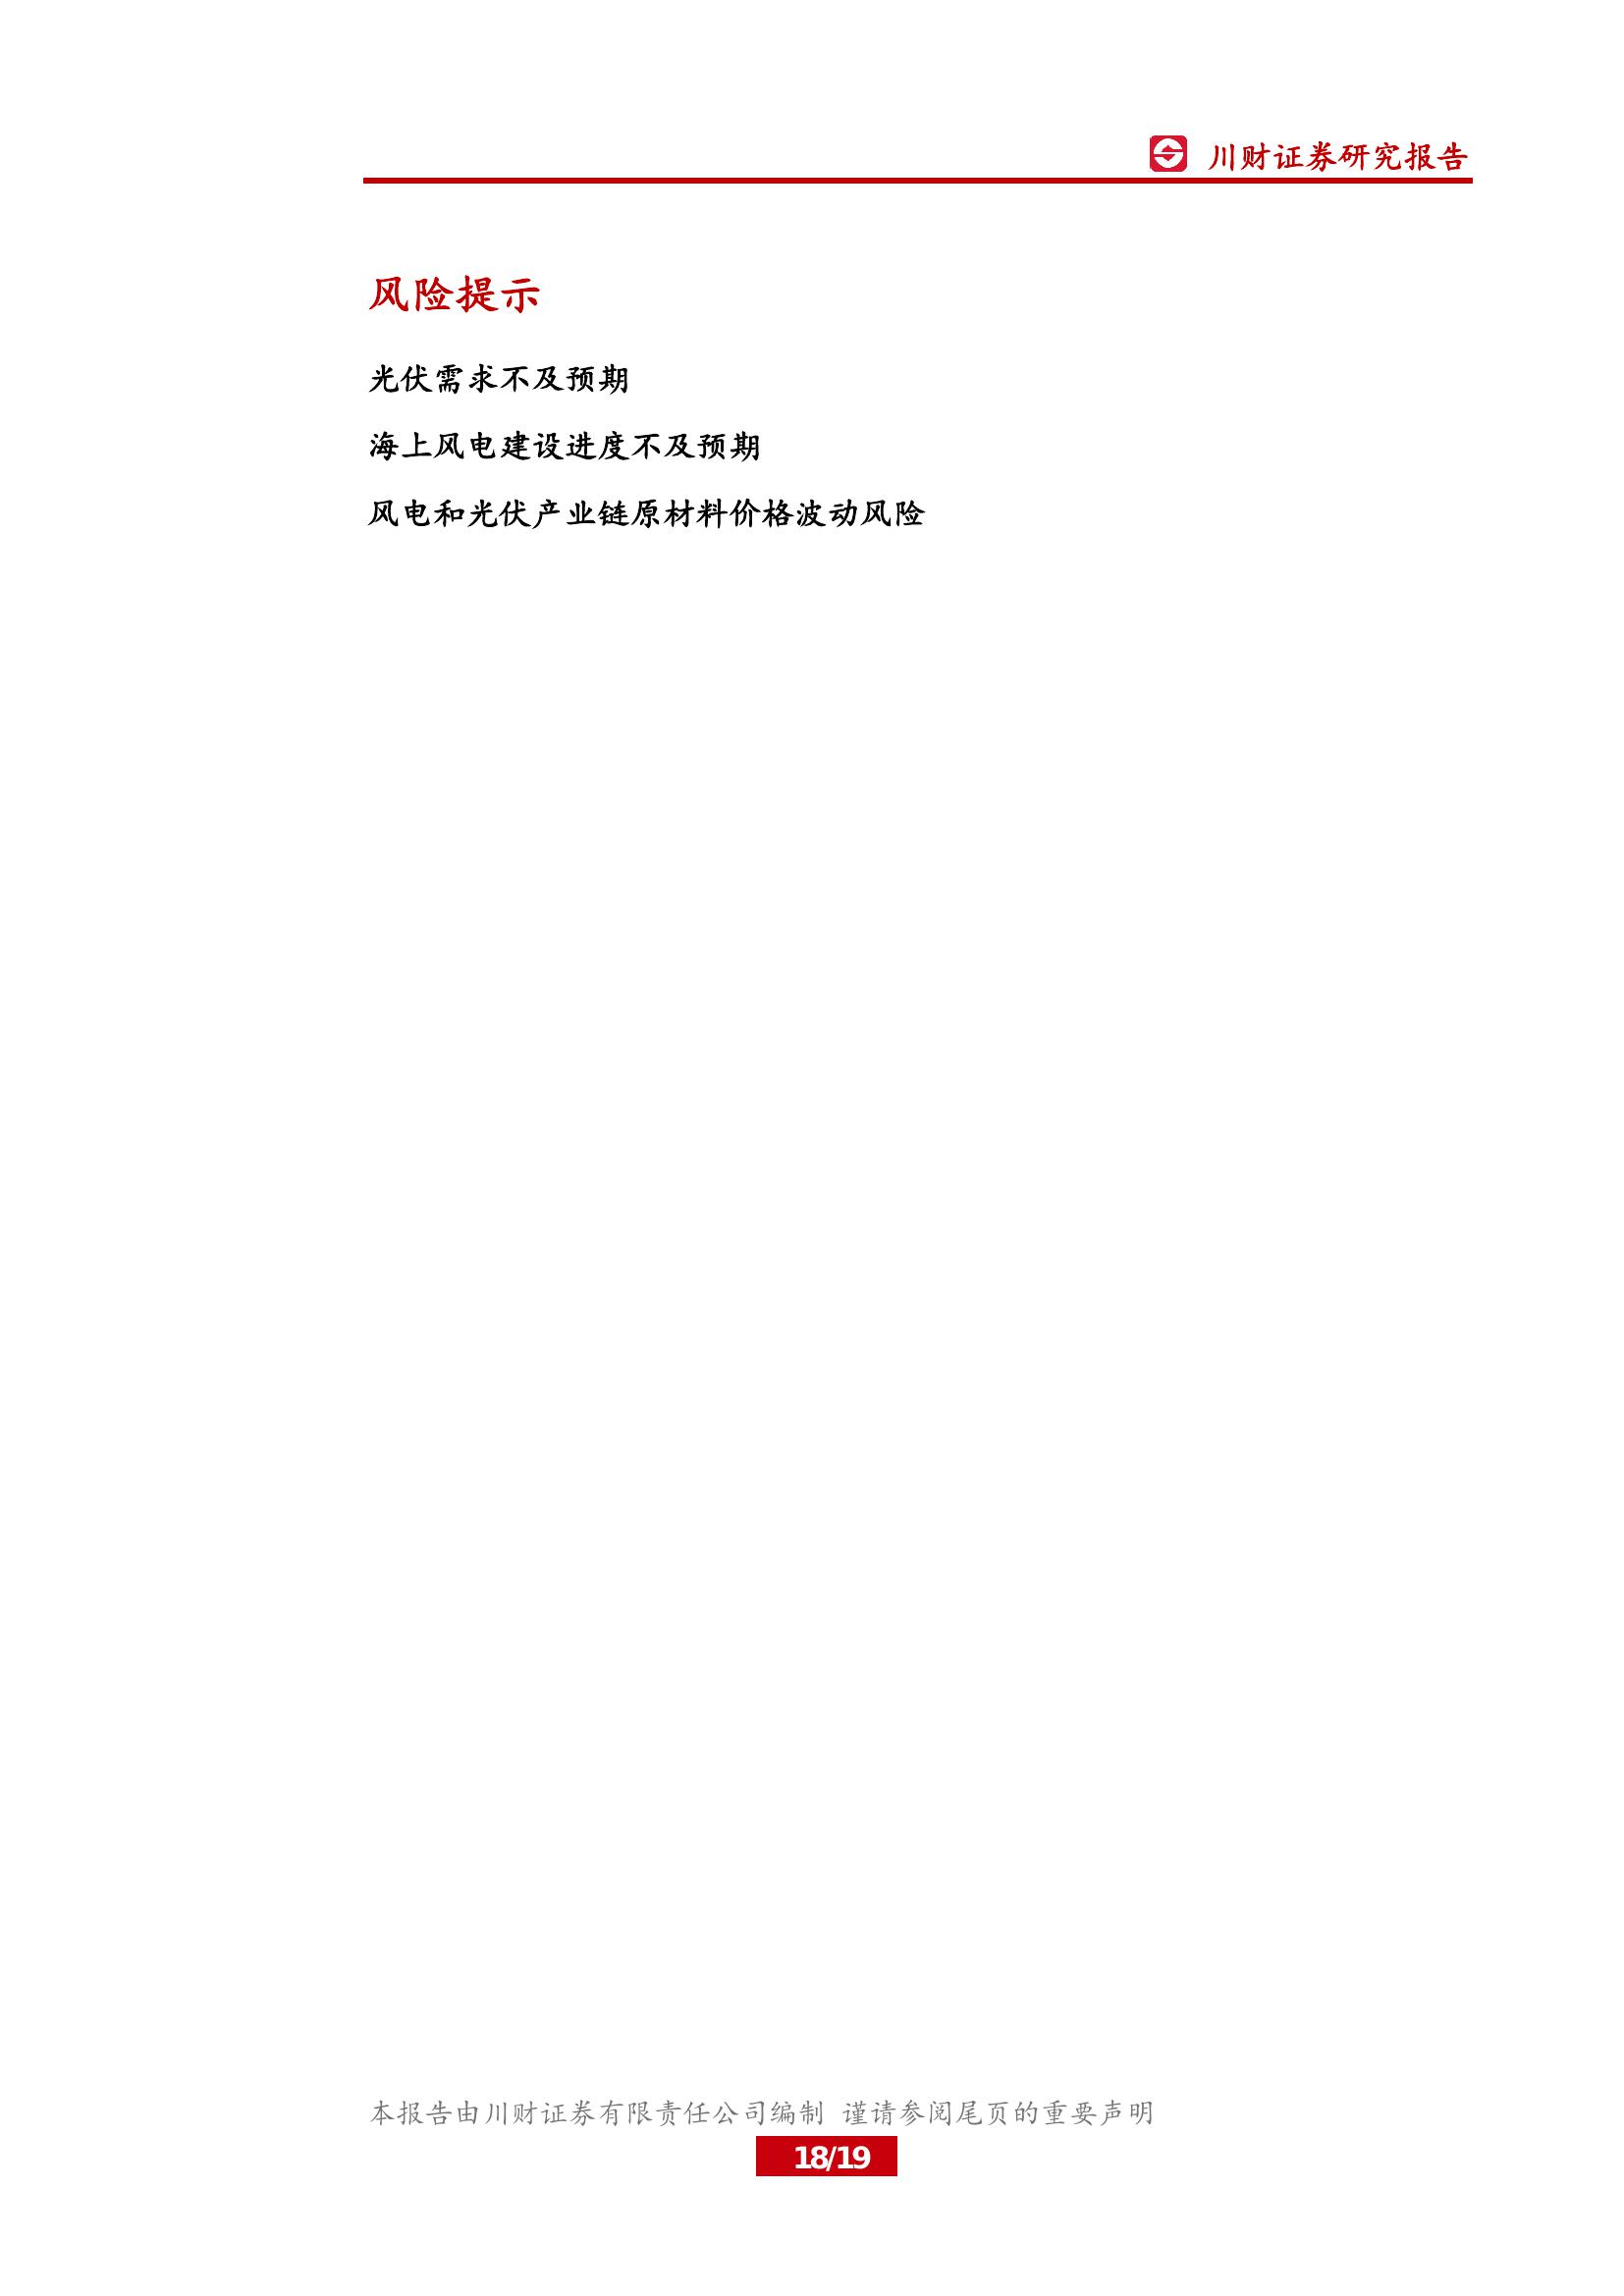 川财证券研究报告
风险提示
光伏需求不及预期
海上风电建设进度不及预期
风电和光伏产业链原材料价格波动风险
本报告由川财证券有限责任公司编制 谨请参阅尾页的重要声明
18/19